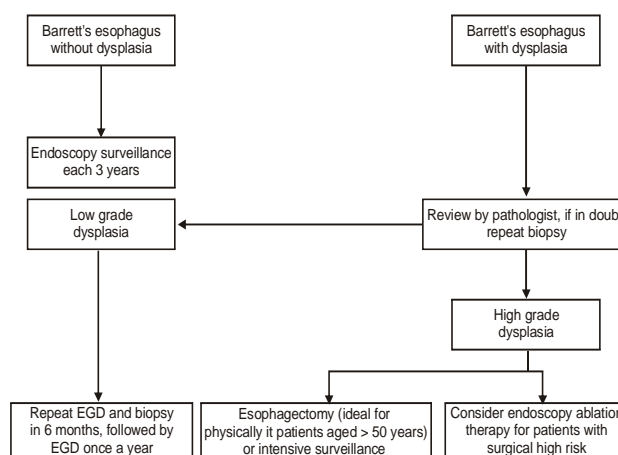 Barrett's esophagus
without dysplasia
Barrett's esophagus
with dysplasia
Endoscopy surveillance
each 3 years
Low grade
dysplasia
Review by pathologist, if in doub
repeat biopsy
High grade
dysplasia
Repeat EGD and biopsy
in 6 months, followed by
EGD once a year
Esophagectomy (ideal for
physically it patients aged > 50 years)
or intensive surveillance
Consider endoscopy ablation
therapy for patients with
surgical high risk